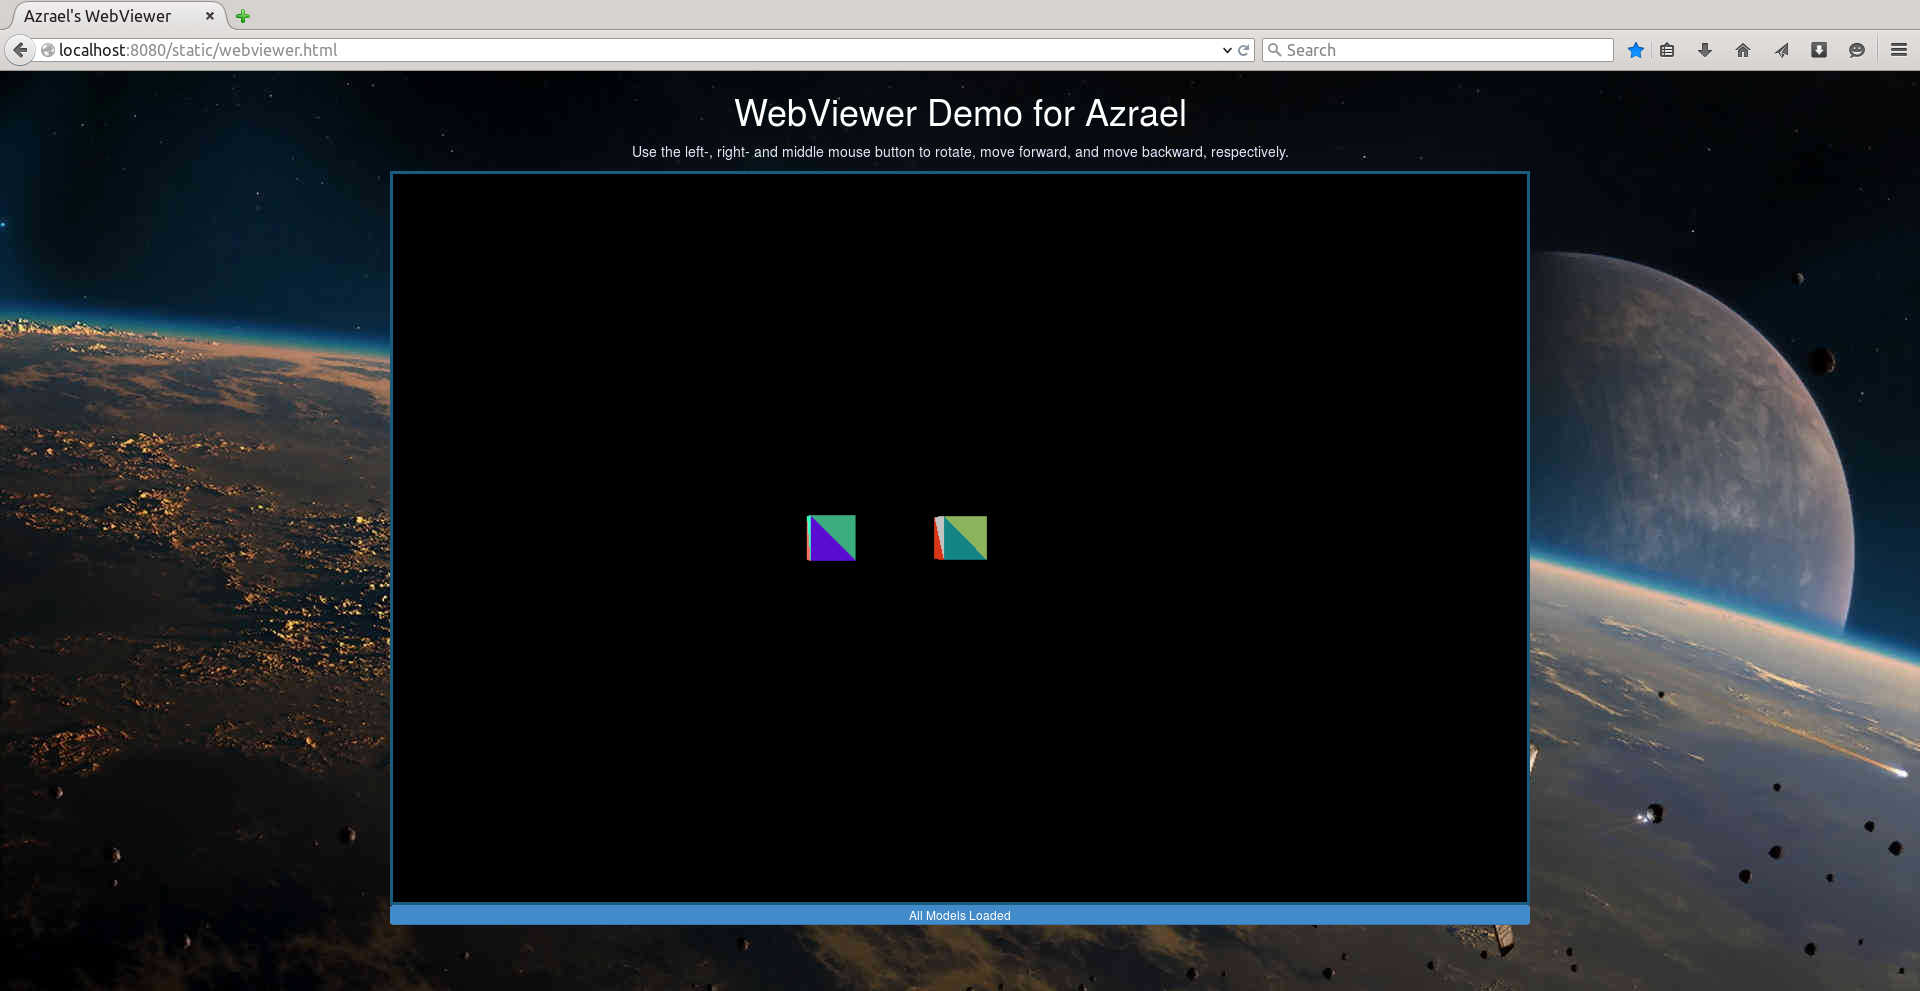 Azrael's WebViewer
localhost:8080/static/webviewer.html
Search
WebViewer Demo for Azrael
Use the left-, right- and middle mouse button to rotate, move forward, and move backward, respectively.
All Models Loaded